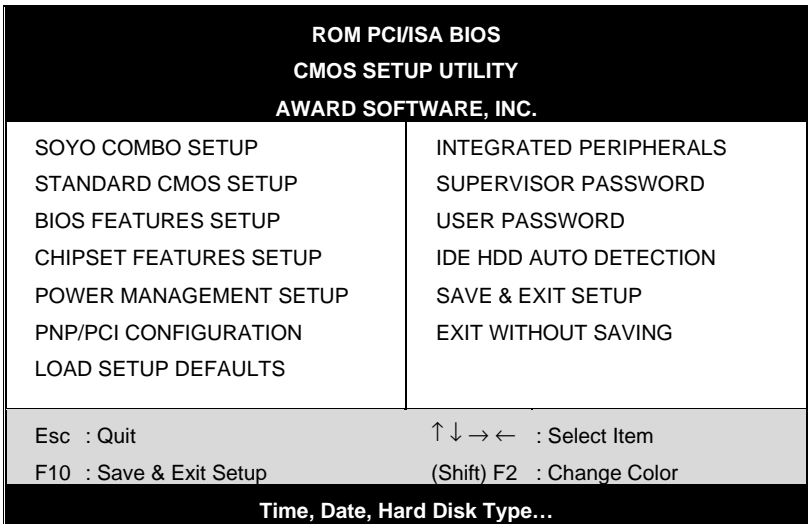 ROM PCI/ISA BIOS
CMOS SETUP UTILITY
AWARD SOFTWARE, INC.
SOYO COMBO SETUP
STANDARD CMOS SETUP
BIOS FEATURES SETUP
CHIPSET FEATURES SETUP
POWER MANAGEMENT SETUP
PNP/PCI CONFIGURATION
LOAD SETUP DEFAULTS
INTEGRATED PERIPHERALS
SUPERVISOR PASSWORD
USER PASSWORD
IDE HDD AUTO DETECTION
SAVE & EXIT SETUP
EXIT WITHOUT SAVING
Esc : Quit
↑ ↓ → ← : Select Item
F10 : Save & Exit Setup
(Shift) F2 : Change Color
Time, Date, Hard Disk Type…